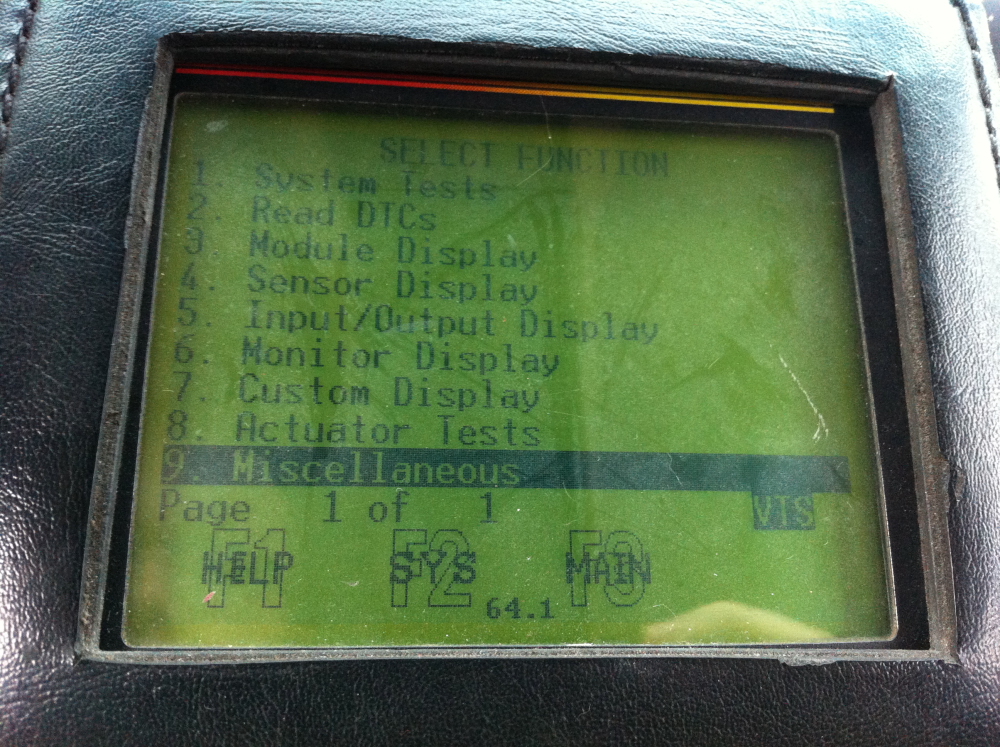 SELECT FUNCTION
1. System Tests
2. Read DTCs
3. Module Display
4. Sensor Display
5. Input/Output Display
6. Monitor Display
7. Custom Display
8. Actuator Tests
9. Miscellaneous
Page 1 of 1 VTS
F1 HELP F2 SYS F3 MAIN
64.1